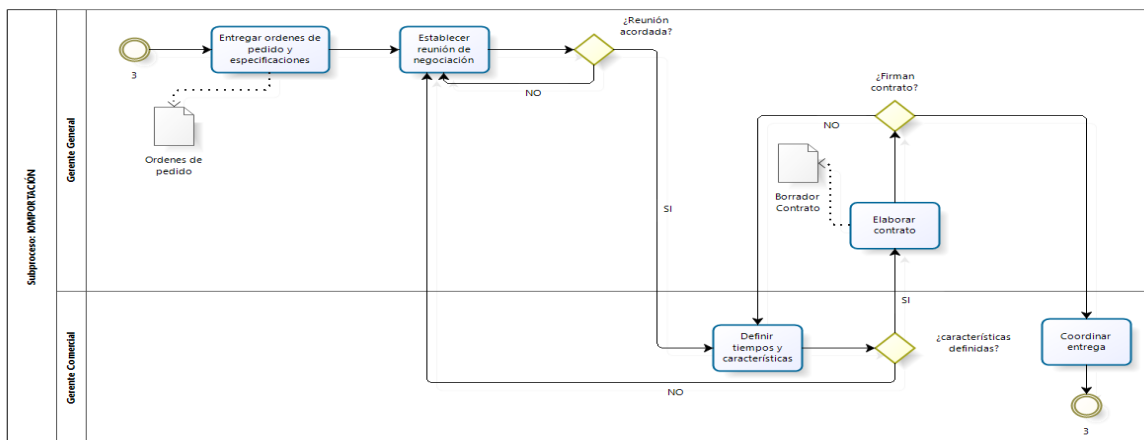 Subproceso: IOMPORTACIÓN
Gerente General
3
Entregar ordenes de
pedido y
especificaciones
Ordenes de
pedido
Establecer
reunión de
negociación
¿Reunión
acordada?
NO
SI
¿Firman
contrato?
NO
Borrador
Contrato
Elaborar
contrato
SI
Gerente Comercial
Definir
tiempos y
características
¿características
definidas?
NO
Coordinar
entrega
3